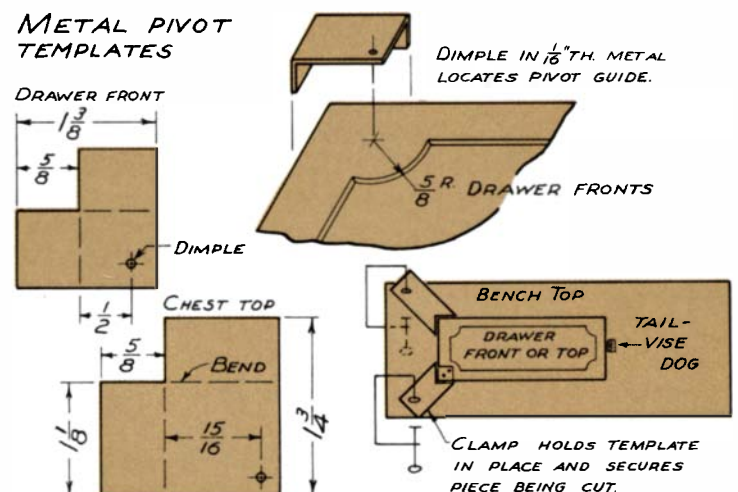 METAL PIVOT
TEMPLATES
DIMPLE IN 1/16" TH. METAL
LOCATES PIVOT GUIDE.
DRAWER FRONT
1 3/8
5/8
DIMPLE
1/2
5/8 R. DRAWER FRONTS
CHEST TOP
5/8
BEND
1 1/8
15/16
1 3/4
BENCH TOP
DRAWER
FRONT OR TOP
TAIL-
VISE
DOG
CLAMP HOLDS TEMPLATE
IN PLACE AND SECURES
PIECE BEING CUT.